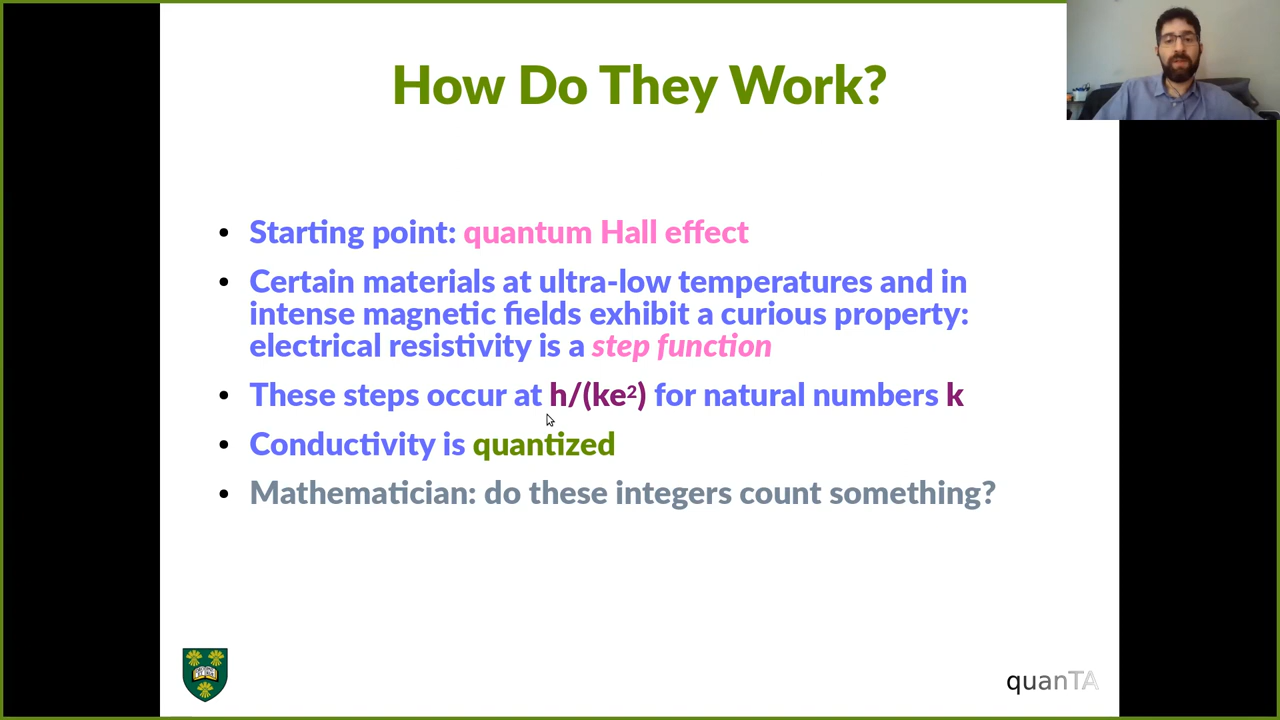 How Do They Work?
• Starting point: quantum Hall effect
• Certain materials at ultra-low temperatures and in
intense magnetic fields exhibit a curious property:
electrical resistivity is a step function
• These steps occur at h/(ke²) for natural numbers k
• Conductivity is quantized
• Mathematician: do these integers count something?
quanTA